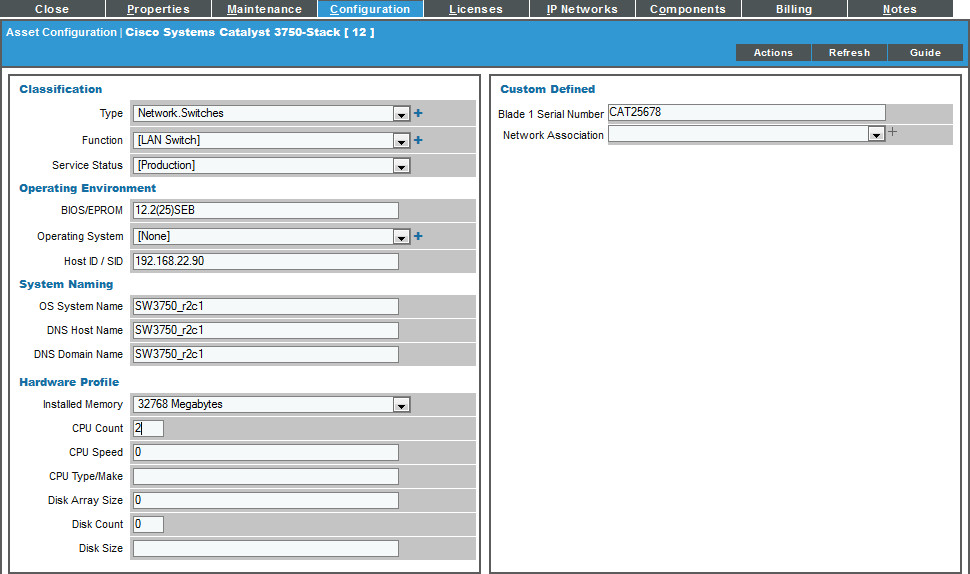 Close Properties Maintenance Configuration Licenses IP Networks Components Billing Notes
Asset Configuration | Cisco Systems Catalyst 3750-Stack [ 12 ]
Actions Refresh Guide
Classification
Type Network.Switches +
Function [LAN Switch] +
Service Status [Production]
Operating Environment
BIOS/EPROM 12.2(25)SEB
Operating System [None] +
Host ID / SID 192.168.22.90
System Naming
OS System Name SW3750_r2c1
DNS Host Name SW3750_r2c1
DNS Domain Name SW3750_r2c1
Hardware Profile
Installed Memory 32768 Megabytes
CPU Count 2
CPU Speed 0
CPU Type/Make
Disk Array Size 0
Disk Count 0
Disk Size
Custom Defined
Blade 1 Serial Number CAT25678
Network Association +